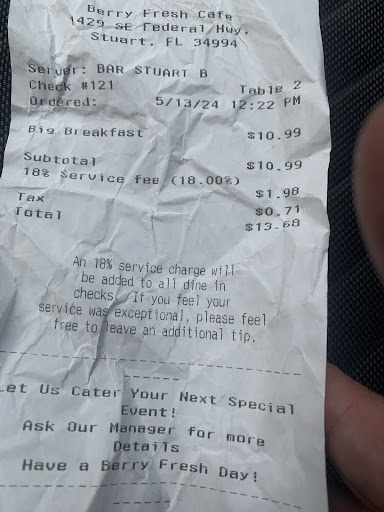 Berry Fresh Cafe
1429 SE Federal Hwy.
Stuart, FL 34994
Server: BAR STUART B
Check #121 Table 2
Ordered: 5/13/24 12:22 PM
Big Breakfast $10.99
Subtotal $10.99
18% Service fee (18.00%) $1.98
Tax $0.71
Total $13.68
An 18% service charge will
be added to all dine in
checks. If you feel your
service was exceptional, please feel
free to leave an additional tip.
Let Us Cater Your Next Special
Event!
Ask Our Manager for more
Details
Have a Berry Fresh Day!